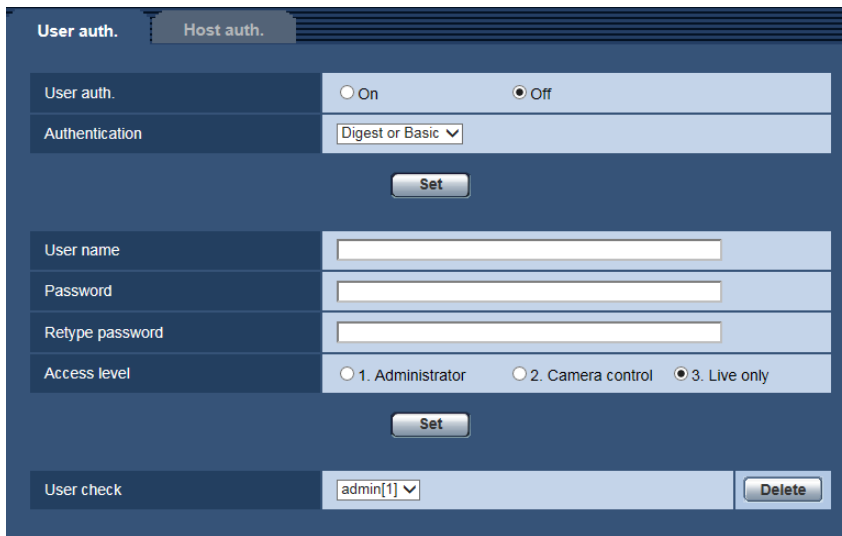 User auth. Host auth.
User auth. On Off
Authentication Digest or Basic
Set
User name
Password
Retype password
Access level 1. Administrator 2. Camera control 3. Live only
Set
User check admin[1] Delete